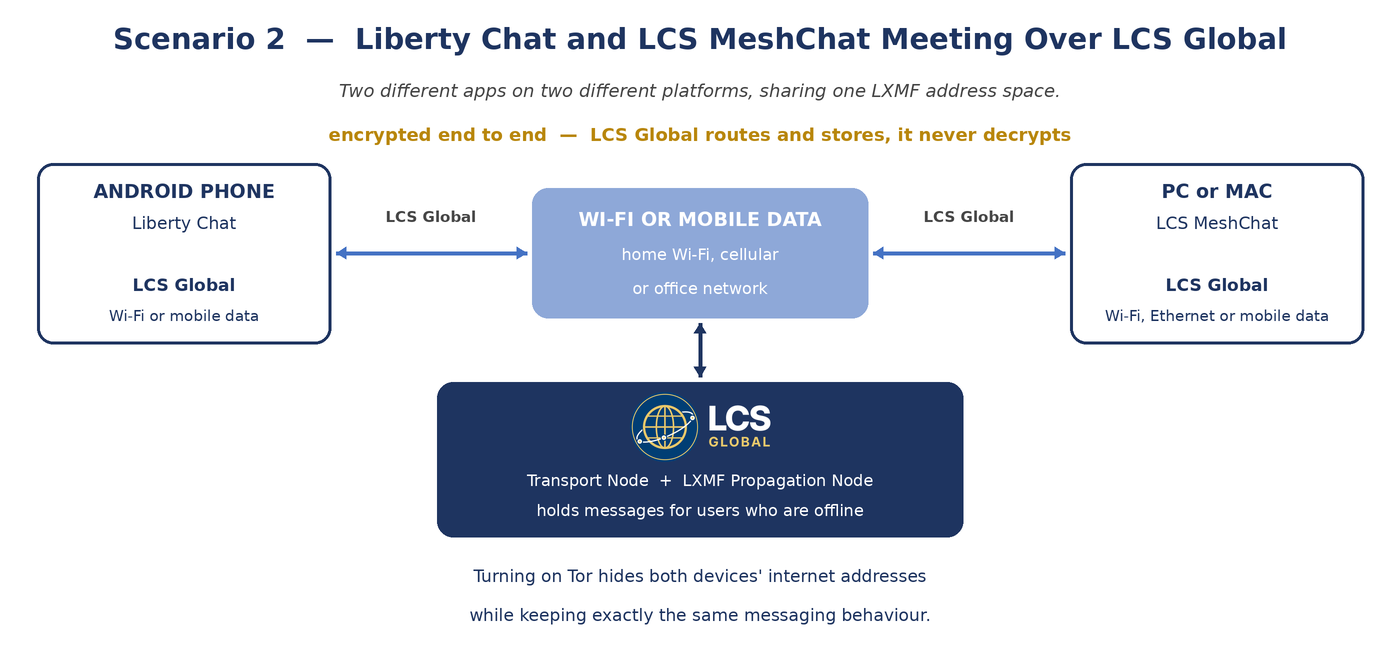 Scenario 2 — Liberty Chat and LCS MeshChat Meeting Over LCS Global
Two different apps on two different platforms, sharing one LXMF address space.
encrypted end to end — LCS Global routes and stores, it never decrypts
ANDROID PHONE
Liberty Chat
LCS Global
Wi-Fi or mobile data
LCS Global
WI-FI OR MOBILE DATA
home Wi-Fi, cellular
or office network
LCS Global
PC or MAC
LCS MeshChat
LCS Global
Wi-Fi, Ethernet or mobile data
LCS
GLOBAL
Transport Node + LXMF Propagation Node
holds messages for users who are offline
Turning on Tor hides both devices' internet addresses
while keeping exactly the same messaging behaviour.